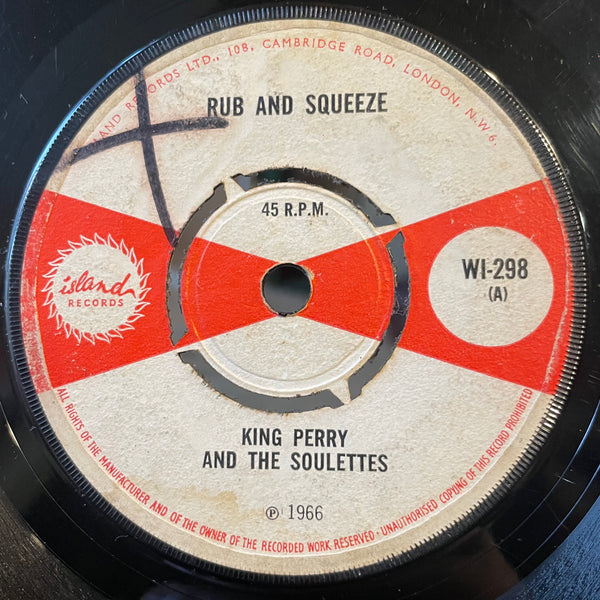 AND RECORDS LTD., 108, CAMBRIDGE ROAD, LONDON, N.W.6.
RUB AND SQUEEZE
45 R.P.M.
island
RECORDS
WI-298
(A)
KING PERRY
AND THE SOULETTES
℗ 1966
ALL RIGHTS OF THE MANUFACTURER AND OF THE OWNER OF THE RECORDED WORK RESERVED · UNAUTHORISED COPYING OF THIS RECORD PROHIBITED